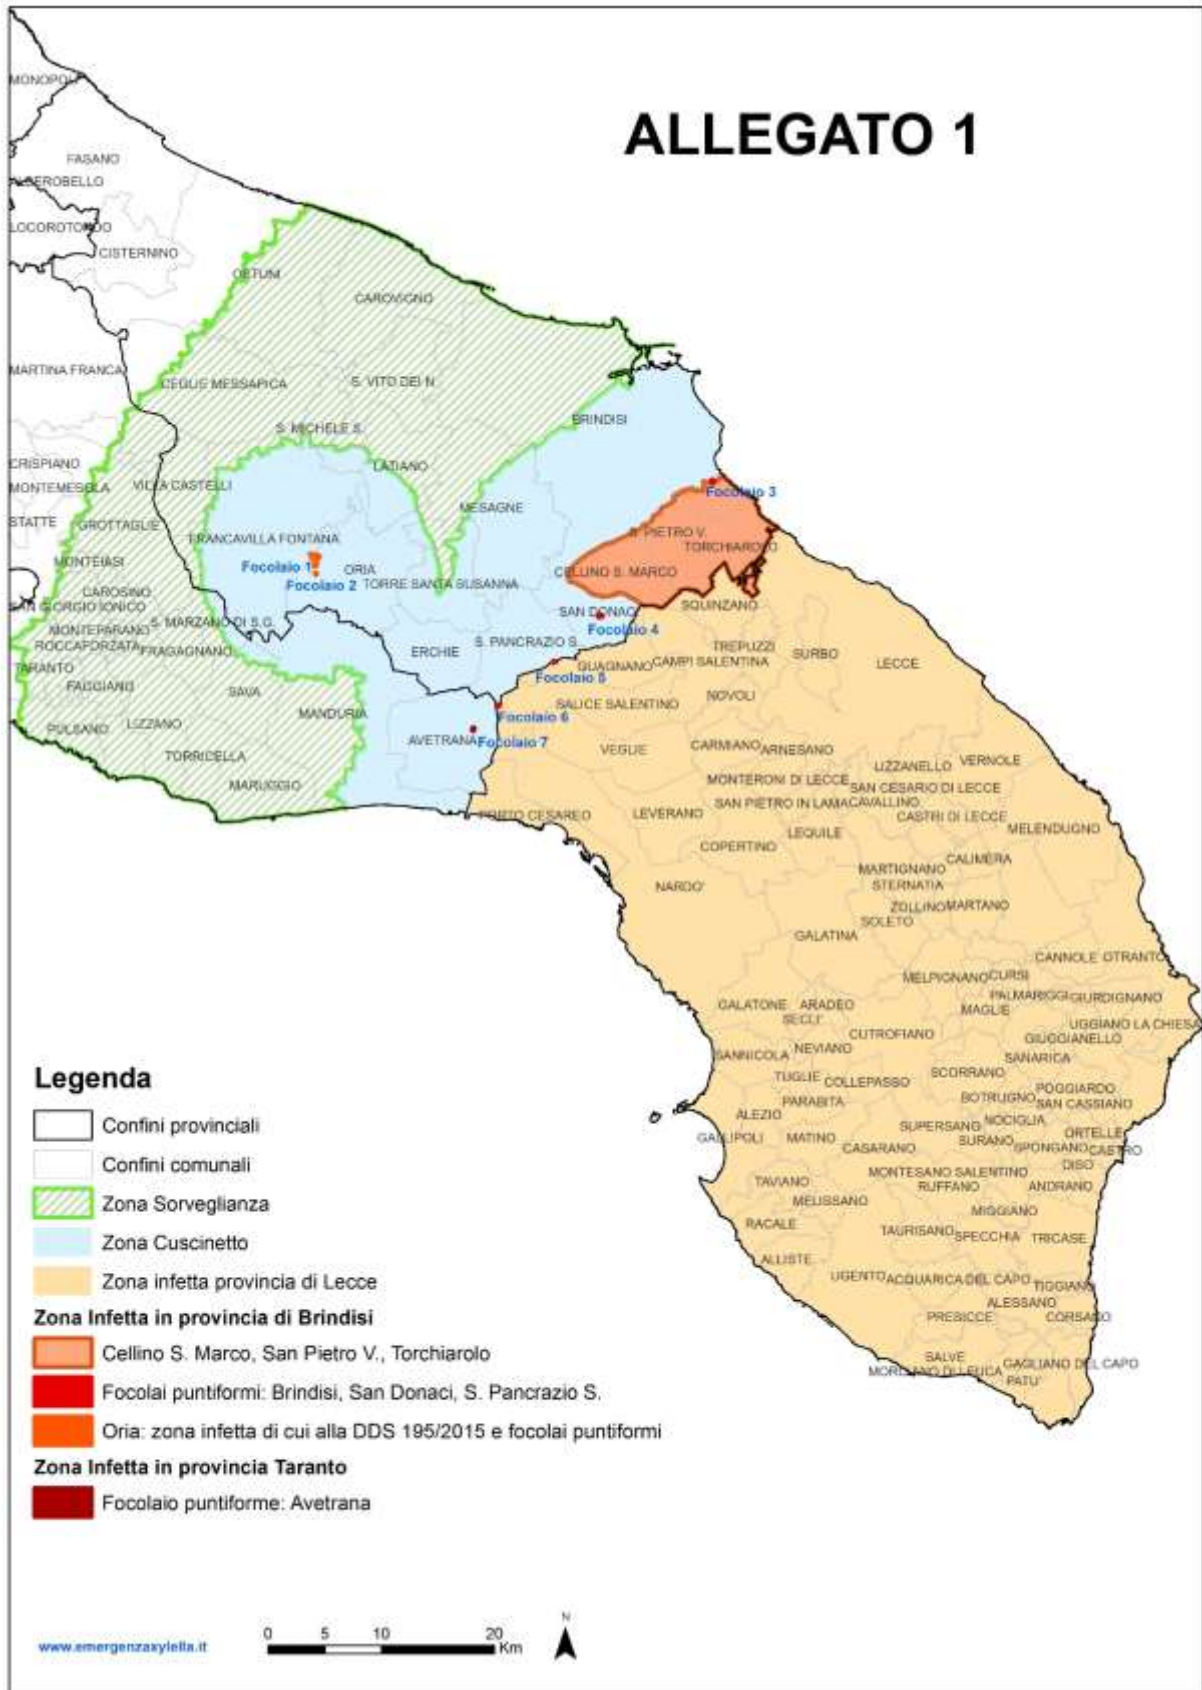 ALLEGATO 1
MONOPOLI
FASANO
ALBEROBELLO
LOCOROTONDO
CISTERNINO
OSTUNI
CAROVIGNO
MARTINA FRANCA
CEGLIE MESSAPICA
S. VITO DEI N.
BRINDISI
S. MICHELE S.
LATIANO
CRISPIANO
MONTEMESOLA
VILLA CASTELLI
Focolaio 3
MESAGNE
STATTE
GROTTAGLIE
FRANCAVILLA FONTANA
S. PIETRO V.
TORCHIAROLO
MONTEIASI
Focolaio 1
ORIA
Focolaio 2
TORRE SANTA SUSANNA
CELLINO S. MARCO
CAROSINO
SAN GIORGIO IONICO
SAN DONACI
SQUINZANO
MONTEPARANO
S. MARZANO DI S.G.
Focolaio 4
ROCCAFORZATA
FRAGAGNANO
ERCHIE
S. PANCRAZIO S.
TREPUZZI
SURBO
TARANTO
GUAGNANO
CAMPI SALENTINA
LECCE
FAGGIANO
SAVA
Focolaio 5
SALICE SALENTINO
NOVOLI
MANDURIA
Focolaio 6
PULSANO
LIZZANO
AVETRANA
Focolaio 7
VEGLIE
CARMIANO
ARNESANO
TORRICELLA
LIZZANELLO
VERNOLE
MARUGGIO
MONTERONI DI LECCE
SAN CESARIO DI LECCE
SAN PIETRO IN LAMA
CAVALLINO
PORTO CESAREO
LEVERANO
CASTRI DI LECCE
LEQUILE
MELENDUGNO
COPERTINO
CALIMERA
MARTIGNANO
NARDO'
STERNATIA
ZOLLINO
MARTANO
SOLETO
GALATINA
CANNOLE
OTRANTO
MELPIGNANO
CURSI
PALMARIGGI
GIURDIGNANO
GALATONE
ARADEO
MAGLIE
SECLI'
UGGIANO LA CHIESA
CUTROFIANO
GIUGGIANELLO
SANNICOLA
NEVIANO
SANARICA
TUGLIE
COLLEPASSO
SCORRANO
POGGIARDO
PARABITA
BOTRUGNO
SAN CASSIANO
ALEZIO
NOCIGLIA
SUPERSANO
ORTELLE
GALLIPOLI
MATINO
CASARANO
SURANO
SPONGANO
CASTRO
DISO
MONTESANO SALENTINO
TAVIANO
RUFFANO
ANDRANO
MELISSANO
MIGGIANO
RACALE
TAURISANO
SPECCHIA
TRICASE
ALLISTE
UGENTO
ACQUARICA DEL CAPO
TIGGIANO
ALESSANO
PRESICCE
CORSANO
SALVE
MORCIANO DI LEUCA
GAGLIANO DEL CAPO
PATU'
Legenda
Confini provinciali
Confini comunali
Zona Sorveglianza
Zona Cuscinetto
Zona infetta provincia di Lecce
Zona Infetta in provincia di Brindisi
Cellino S. Marco, San Pietro V., Torchiarolo
Focolai puntiformi: Brindisi, San Donaci, S. Pancrazio S.
Oria: zona infetta di cui alla DDS 195/2015 e focolai puntiformi
Zona Infetta in provincia Taranto
Focolaio puntiforme: Avetrana
www.emergenzaxylella.it
0 5 10 20
Km
N